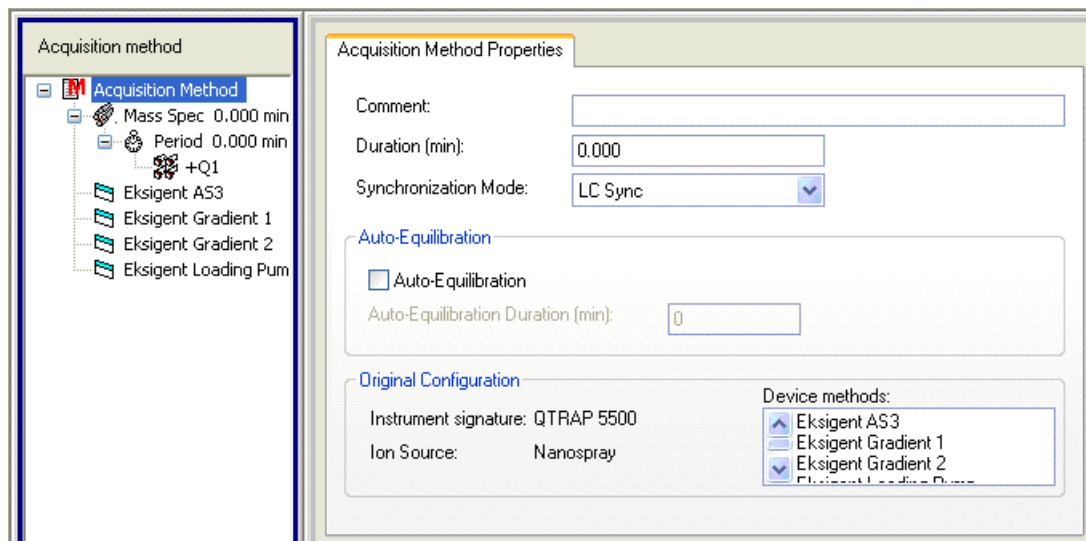 Acquisition method
Acquisition Method
Mass Spec 0.000 min
Period 0.000 min
+Q1
Eksigent AS3
Eksigent Gradient 1
Eksigent Gradient 2
Eksigent Loading Pum
Acquisition Method Properties
Comment:
Duration (min): 0.000
Synchronization Mode: LC Sync
Auto-Equilibration
Auto-Equilibration
Auto-Equilibration Duration (min): 0
Original Configuration
Instrument signature: QTRAP 5500
Ion Source: Nanospray
Device methods:
Eksigent AS3
Eksigent Gradient 1
Eksigent Gradient 2
Eksigent Loading Pump